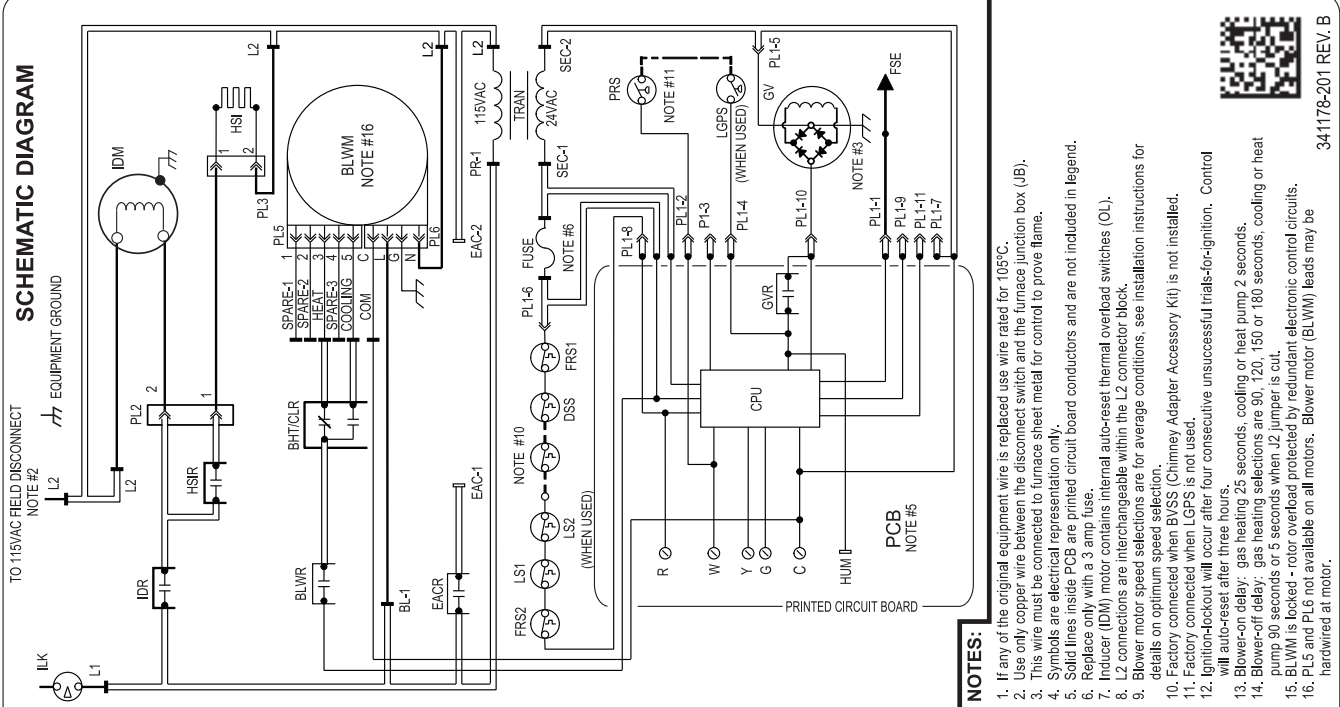 SCHEMATIC DIAGRAM
TO 115VAC FIELD DISCONNECT
NOTE #2
EQUIPMENT GROUND
ILK
L1
L2
L2
L2
IDR
HSIR
PL2
2
1
IDM
HSI
1
2
PL3
BLWR
BHT/CLR
SPARE-1
SPARE-2
HEAT
SPARE-3
COOLING
COM
PL5
1
2
3
4
5
C
L
G
N
BLWM
NOTE #16
PL6
L2
BL-1
EACR
EAC-1
EAC-2
PR-1
115VAC
L2
TRAN
SEC-1
24VAC
SEC-2
FRS2
LS1
LS2
(WHEN USED)
NOTE #10
DSS
FRS1
PL1-6
FUSE
NOTE #6
PL1-8
PL1-2
P1-3
PL1-4
PL1-10
PL1-1
PL1-9
PL1-11
PL1-7
PRS
NOTE #11
LGPS
(WHEN USED)
PL1-5
GV
NOTE #3
FSE
R
W
Y
G
C
HUM
CPU
GVR
PCB
NOTE #5
PRINTED CIRCUIT BOARD
NOTES:
1. If any of the original equipment wire is replaced use wire rated for 105°C.
2. Use only copper wire between the disconnect switch and the furnace junction box (JB).
3. This wire must be connected to furnace sheet metal for control to prove flame.
4. Symbols are electrical representation only.
5. Solid lines inside PCB are printed circuit board conductors and are not included in legend.
6. Replace only with a 3 amp fuse.
7. Inducer (IDM) motor contains internal auto-reset thermal overload switches (OL).
8. L2 connections are interchangeable within the L2 connector block.
9. Blower motor speed selections are for average conditions, see installation instructions for
details on optimum speed selection.
10. Factory connected when BVSS (Chimney Adapter Accessory Kit) is not installed.
11. Factory connected when LGPS is not used.
12. Ignition-lockout will occur after four consecutive unsuccessful trials-for-ignition. Control
will auto-reset after three hours.
13. Blower-on delay: gas heating 25 seconds, cooling or heat pump 2 seconds.
14. Blower-off delay: gas heating selections are 90, 120, 150 or 180 seconds, cooling or heat
pump 90 seconds or 5 seconds when J2 jumper is cut.
15. BLWM is locked - rotor overload protected by redundant electronic control circuits.
16. PL5 and PL6 not available on all motors. Blower motor (BLWM) leads may be
hardwired at motor.
341178-201 REV. B